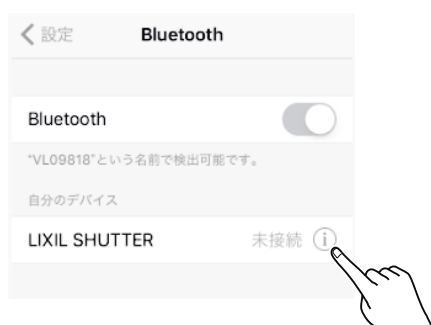 設定 Bluetooth
Bluetooth
“VL09818”という名前で検出可能です。
自分のデバイス
LIXIL SHUTTER 未接続 i